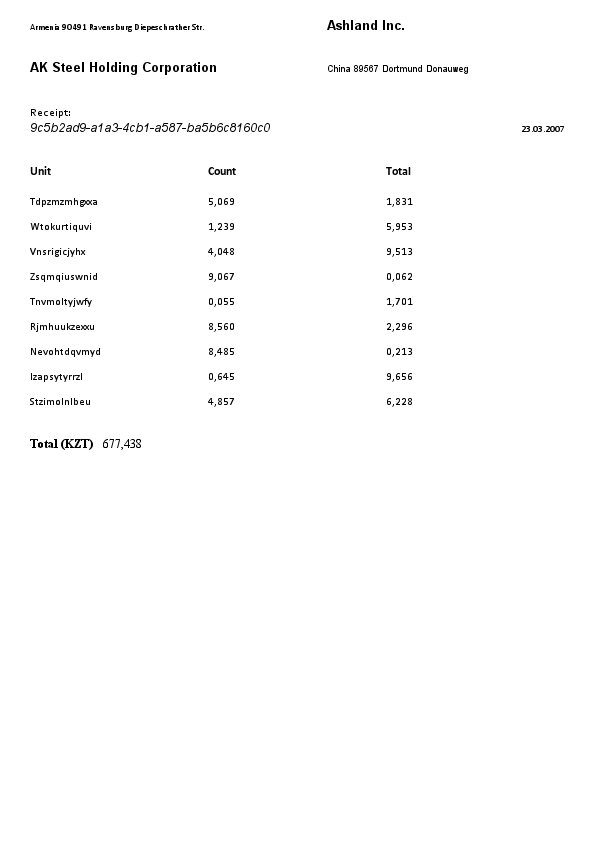 Armenia 90491 Ravensburg Diepeschrather Str.
Ashland Inc.
AK Steel Holding Corporation
China 89567 Dortmund Donauweg
Receipt:
9c5b2ad9-a1a3-4cb1-a587-ba5b6c8160c0
23.03.2007
Unit Count Total
Tdpzmzmhgxxa 5,069 1,831
Wtokurtiquvi 1,239 5,953
Vnsrigicjyhx 4,048 9,513
Zsqmqiuswnid 9,067 0,062
Tnvmoltyjwfy 0,055 1,701
Rjmhuukzexxu 8,560 2,296
Nevohtdqvmyd 8,485 0,213
Izapsytyrrzl 0,645 9,656
Stzimolnlbeu 4,857 6,228
Total (KZT) 677,438